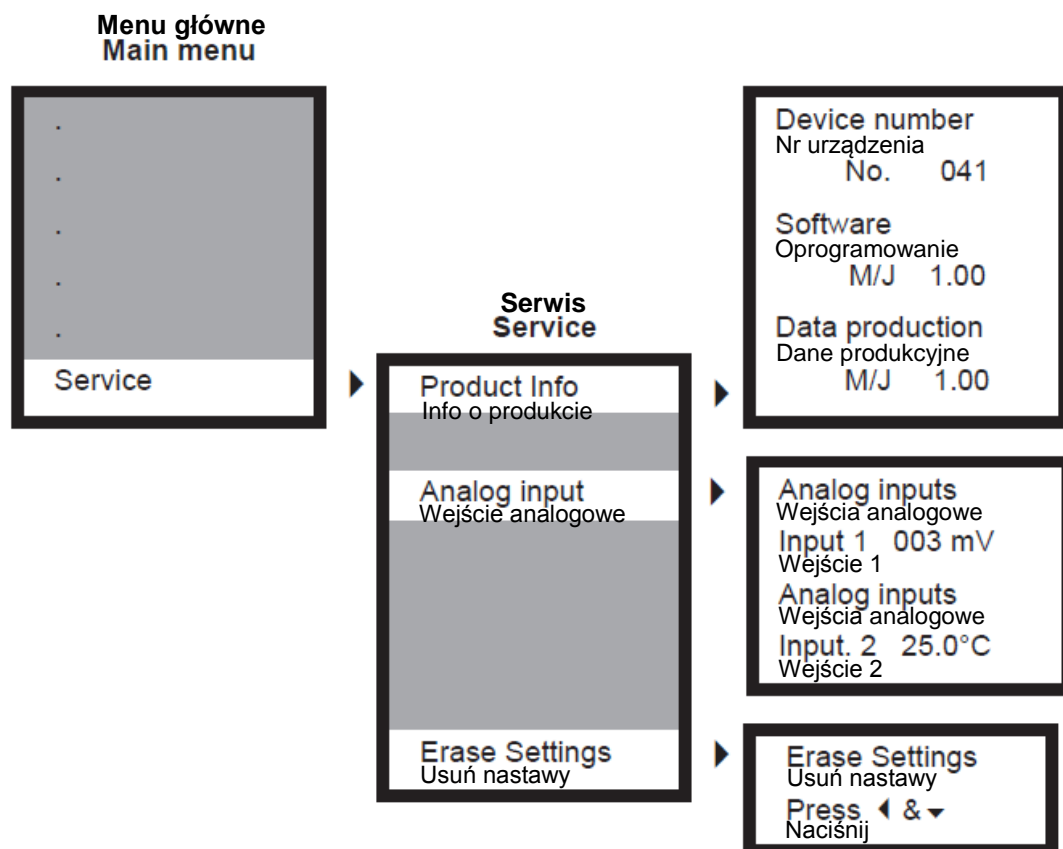 Menu główne
Main menu
.
.
.
.
.
Service
Serwis
Service
Product Info
Info o produkcie
Analog input
Wejście analogowe
Erase Settings
Usuń nastawy
Device number
Nr urządzenia
No. 041
Software
Oprogramowanie
M/J 1.00
Data production
Dane produkcyjne
M/J 1.00
Analog inputs
Wejścia analogowe
Input 1 003 mV
Wejście 1
Analog inputs
Wejścia analogowe
Input. 2 25.0°C
Wejście 2
Erase Settings
Usuń nastawy
Press ◀ & ▾
Naciśnij